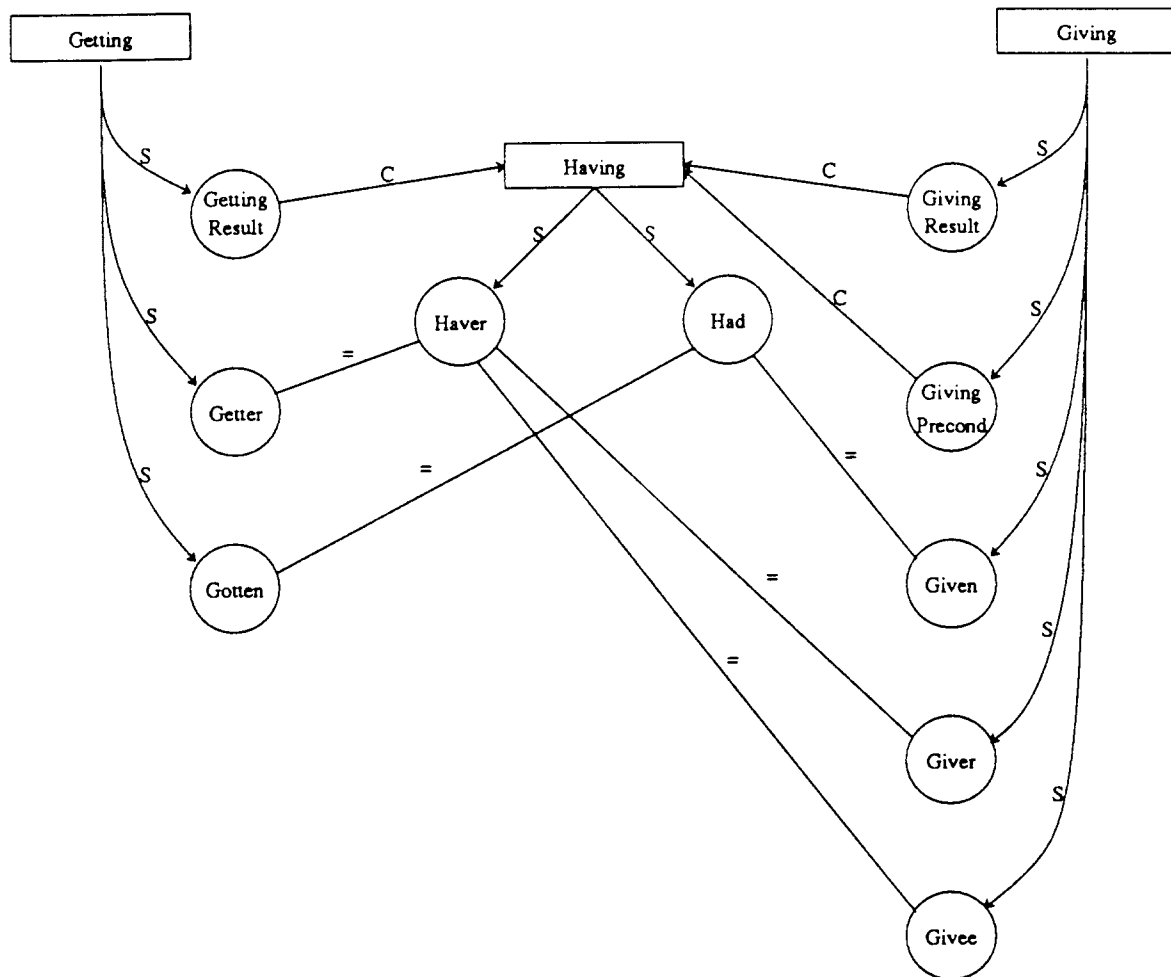 Getting
Giving
S
S
Having
C
C
Getting
Result
Giving
Result
S
S
C
S
S
Haver
Had
=
Giving
Precond
Getter
S
=
=
S
Gotten
Given
=
S
=
Giver
S
Givee